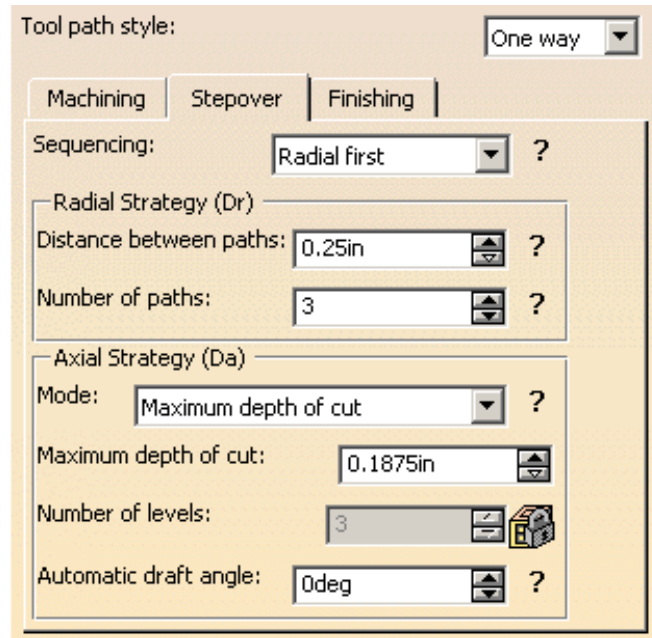 Tool path style: One way
Machining Stepover Finishing
Sequencing: Radial first ?
Radial Strategy (Dr)
Distance between paths: 0.25in ?
Number of paths: 3 ?
Axial Strategy (Da)
Mode: Maximum depth of cut ?
Maximum depth of cut: 0.1875in
Number of levels: 3
Automatic draft angle: 0deg ?